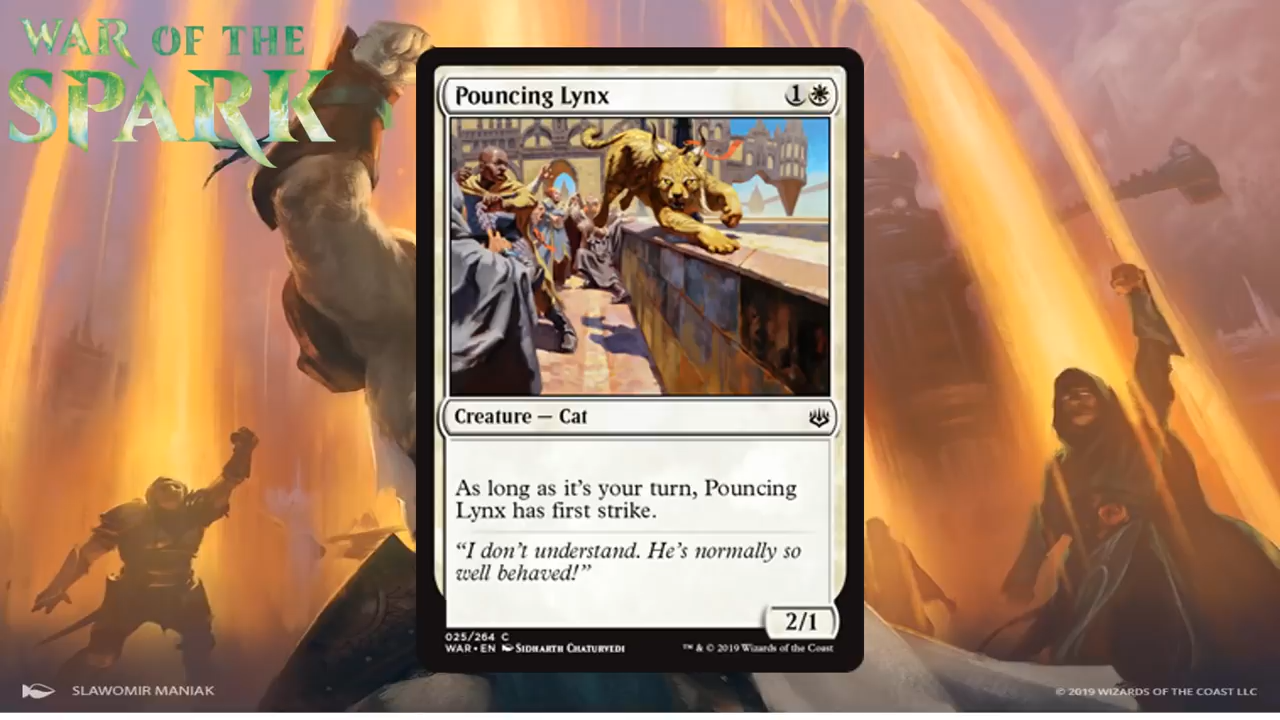 WAR OF THE
SPARK
Pouncing Lynx 1
Creature — Cat
As long as it's your turn, Pouncing
Lynx has first strike.
“I don't understand. He's normally so
well behaved!”
2/1
025/264 C
WAR • EN SIDHARTH CHATURVEDI
™ & © 2019 Wizards of the Coast
SLAWOMIR MANIAK
© 2019 WIZARDS OF THE COAST LLC